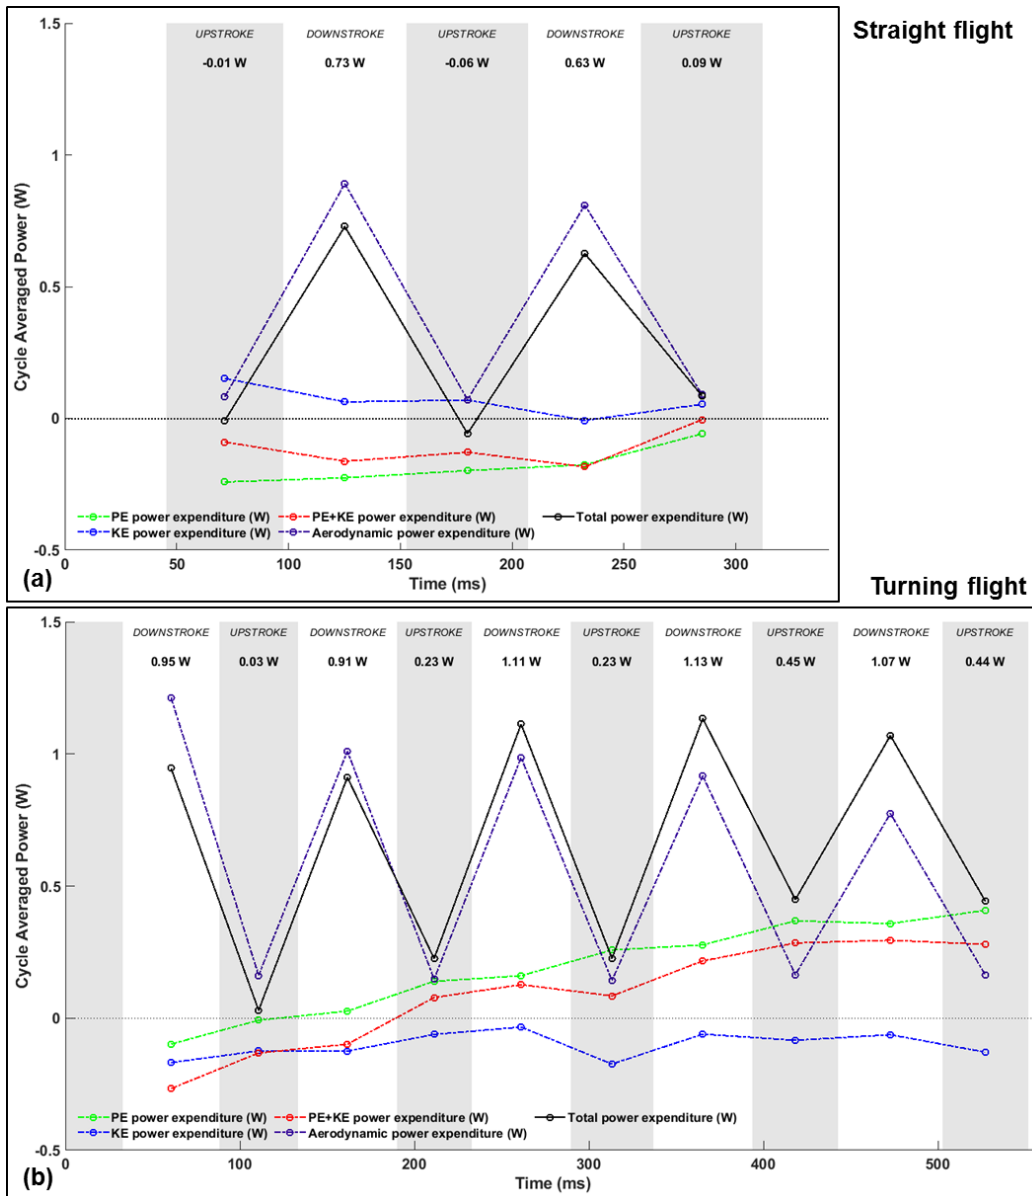 Straight flight
1.5
UPSTROKE DOWNSTROKE UPSTROKE DOWNSTROKE UPSTROKE
-0.01 W 0.73 W -0.06 W 0.63 W 0.09 W
1
Cycle Averaged Power (W)
0.5
0
PE power expenditure (W) PE+KE power expenditure (W) Total power expenditure (W)
KE power expenditure (W) Aerodynamic power expenditure (W)
-0.5
0 50 100 150 200 250 300
(a)
Time (ms)
Turning flight
1.5
DOWNSTROKE UPSTROKE DOWNSTROKE UPSTROKE DOWNSTROKE UPSTROKE DOWNSTROKE UPSTROKE DOWNSTROKE UPSTROKE
0.95 W 0.03 W 0.91 W 0.23 W 1.11 W 0.23 W 1.13 W 0.45 W 1.07 W 0.44 W
1
Cycle Averaged Power (W)
0.5
0
PE power expenditure (W) PE+KE power expenditure (W) Total power expenditure (W)
KE power expenditure (W) Aerodynamic power expenditure (W)
-0.5
0 100 200 300 400 500
(b)
Time (ms)